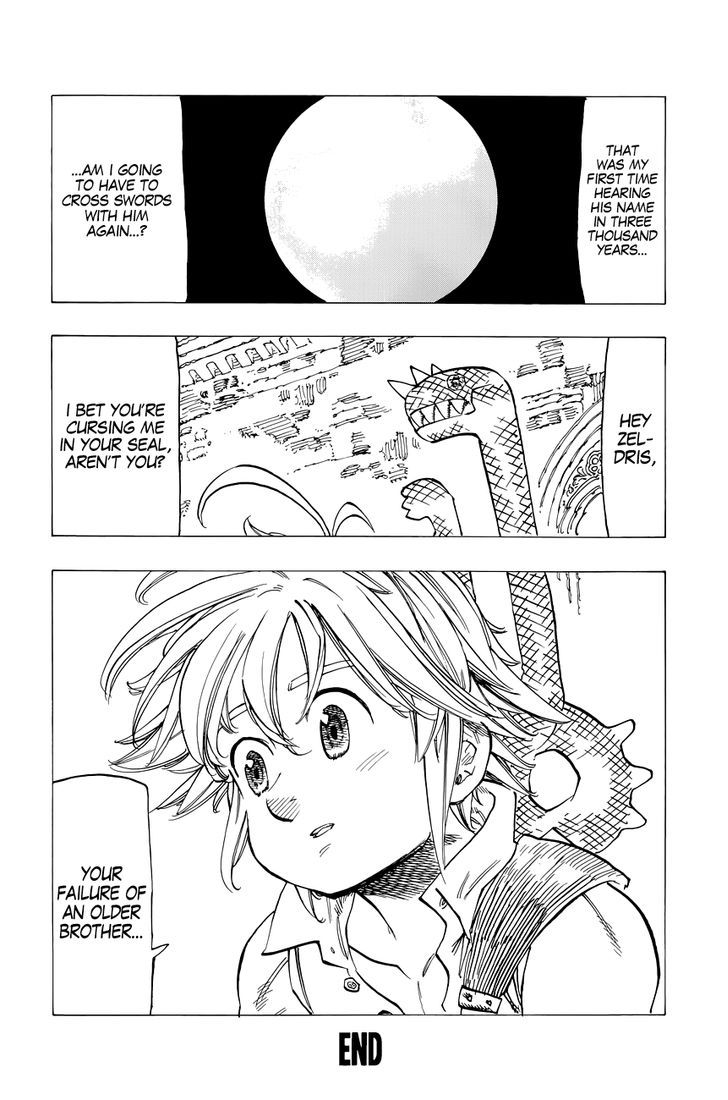 THAT
WAS MY
FIRST TIME
HEARING
HIS NAME
IN THREE
THOUSAND
YEARS...
...AM I GOING
TO HAVE TO
CROSS SWORDS
WITH HIM
AGAIN...?
HEY
ZEL-
DRIS,
I BET YOU'RE
CURSING ME
IN YOUR SEAL,
AREN'T YOU?
YOUR
FAILURE OF
AN OLDER
BROTHER...
END